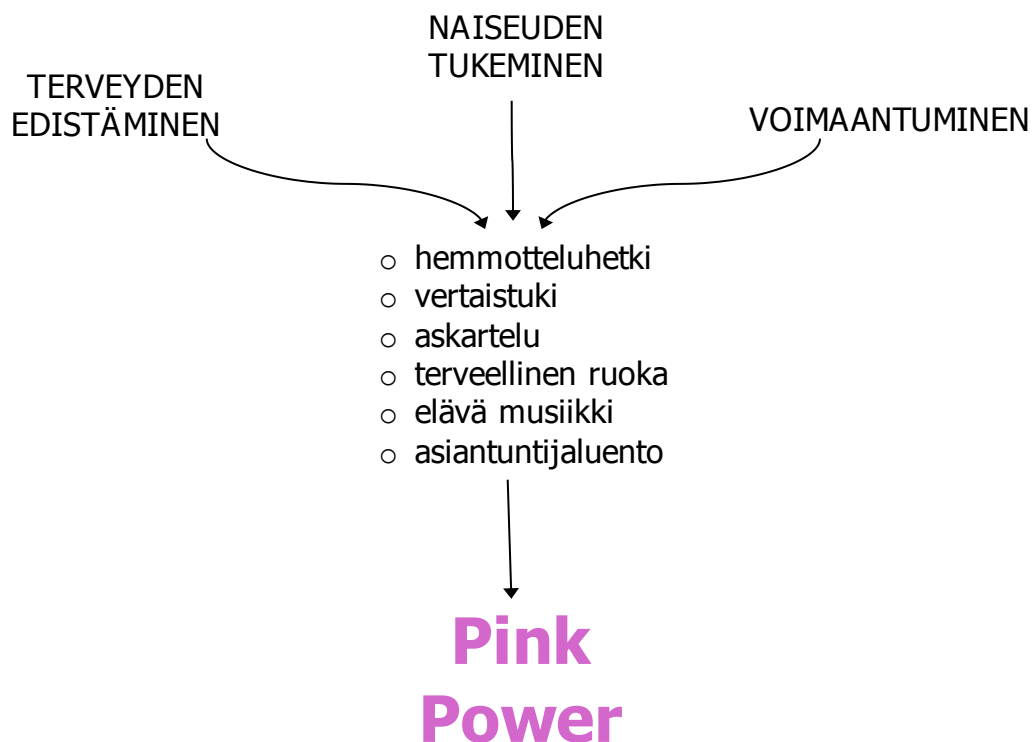 NAISEUDEN
TUKEMINEN
TERVEYDEN
EDISTÄMINEN
VOIMAANTUMINEN
o hemmotteluhetki
o vertaistuki
o askartelu
o terveellinen ruoka
o elävä musiikki
o asiantuntijaluento
Pink
Power